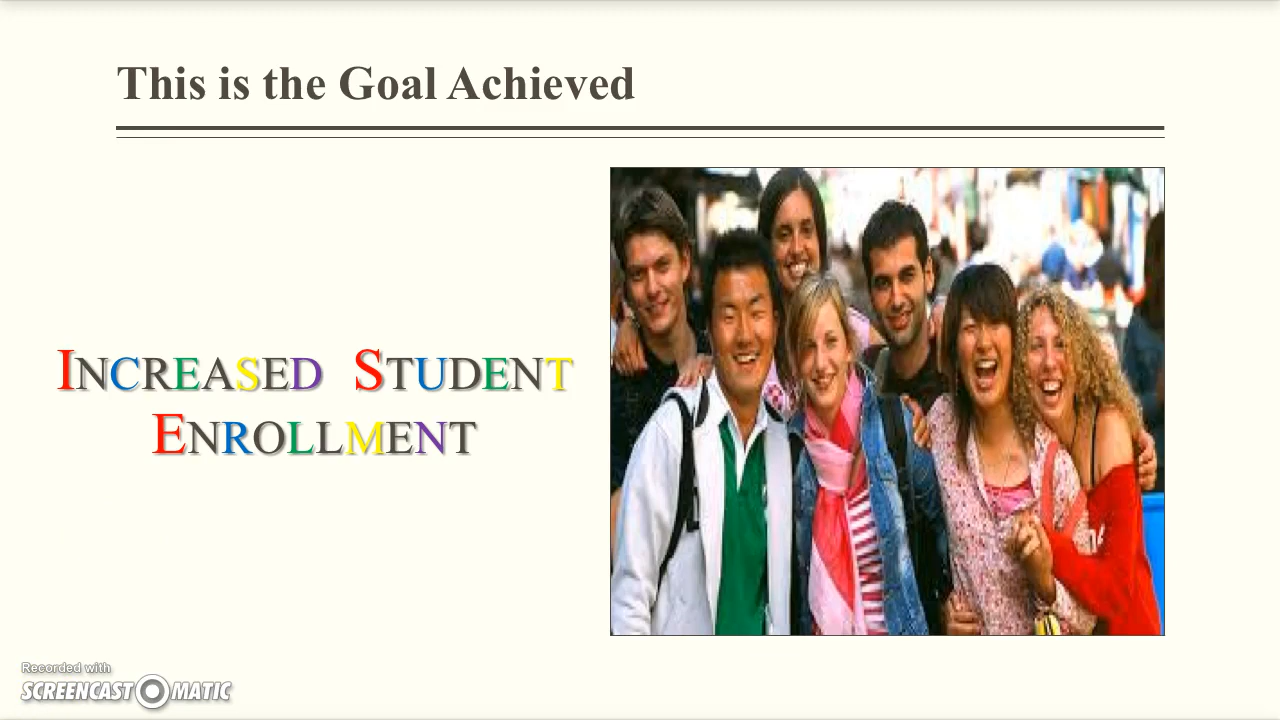 This is the Goal Achieved
INCREASED STUDENT
ENROLLMENT
Recorded with
SCREENCAST MATIC